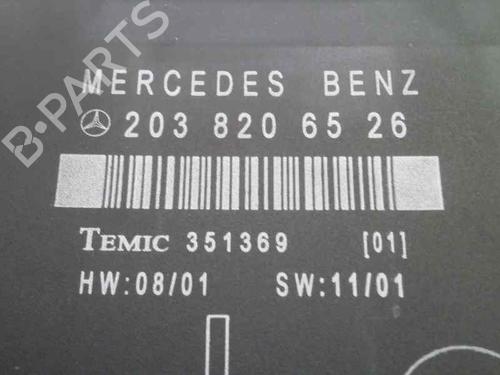 MERCEDES BENZ
203 820 65 26
TEMIC 351369 [01]
HW:08/01 SW:11/01
B-PARTS